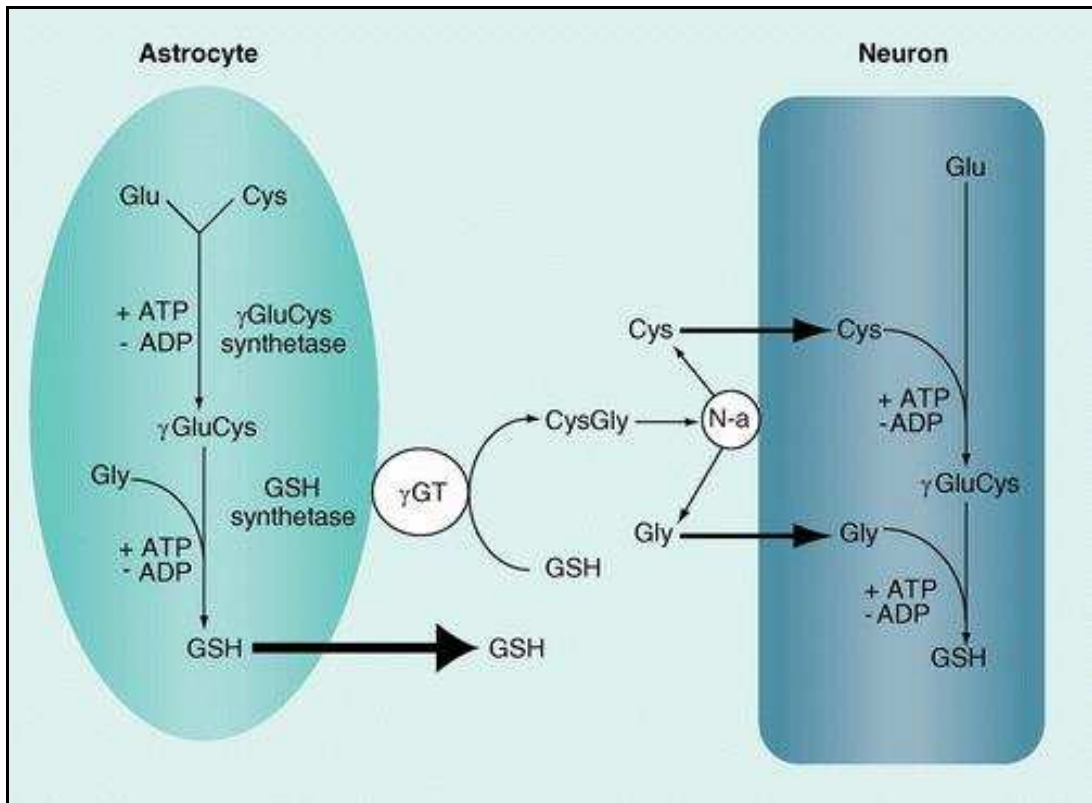 Astrocyte
Neuron
Glu
Cys
+ ATP
- ADP
γGluCys
synthetase
γGluCys
Gly
GSH
synthetase
+ ATP
- ADP
GSH
GSH
γGT
CysGly
GSH
N-a
Cys
Gly
Glu
Cys
+ ATP
-ADP
γGluCys
Gly
+ ATP
-ADP
GSH